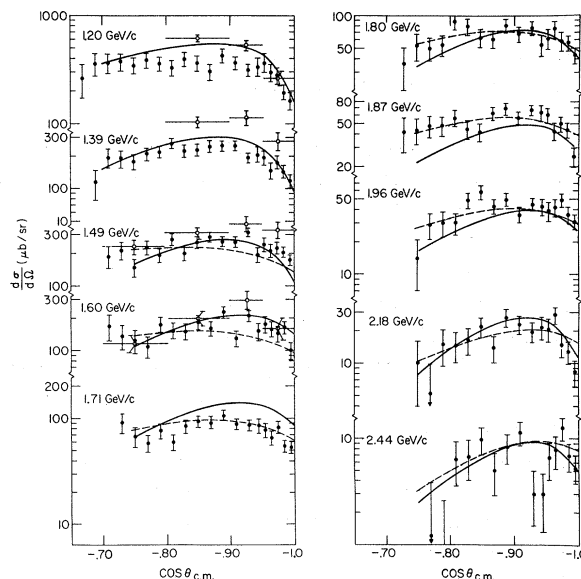 1000
1.20 GeV/c
100
1.39 GeV/c
300
100
10
1.49 GeV/c
300
100
1.60 GeV/c
300
100
200
1.71 GeV/c
100
10
dσ/dΩ (μb/sr)
-.70
-.80
-.90
-1.0
COS θ c.m.
100
1.80 GeV/c
50
80
1.87 GeV/c
50
20
1.96 GeV/c
50
10
30
2.18 GeV/c
10
10
2.44 GeV/c
-.70
-.80
-.90
-1.0
COS θ c.m.